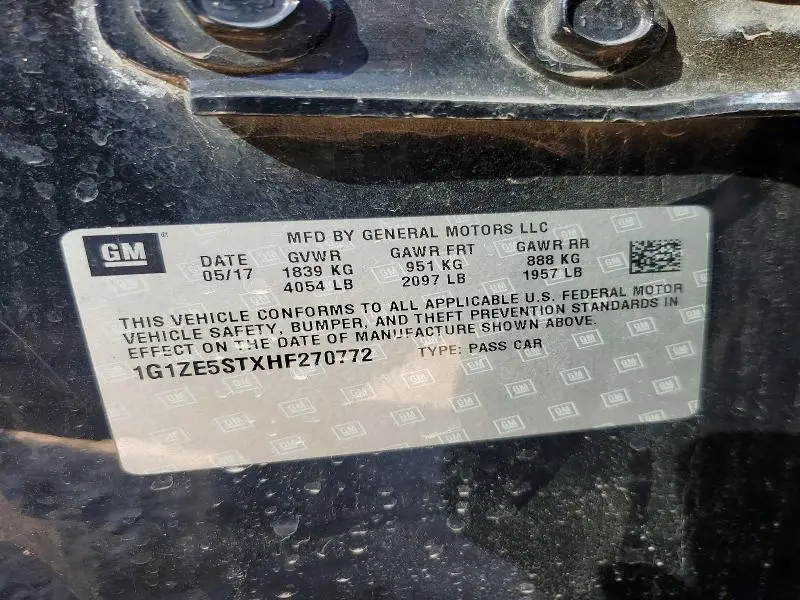 GM ®
MFD BY GENERAL MOTORS LLC
DATE GVWR GAWR FRT GAWR RR
05/17 1839 KG 951 KG 888 KG
4054 LB 2097 LB 1957 LB
THIS VEHICLE CONFORMS TO ALL APPLICABLE U.S. FEDERAL MOTOR
VEHICLE SAFETY, BUMPER, AND THEFT PREVENTION STANDARDS IN
EFFECT ON THE DATE OF MANUFACTURE SHOWN ABOVE.
1G1ZE5STXHF270772 TYPE: PASS CAR